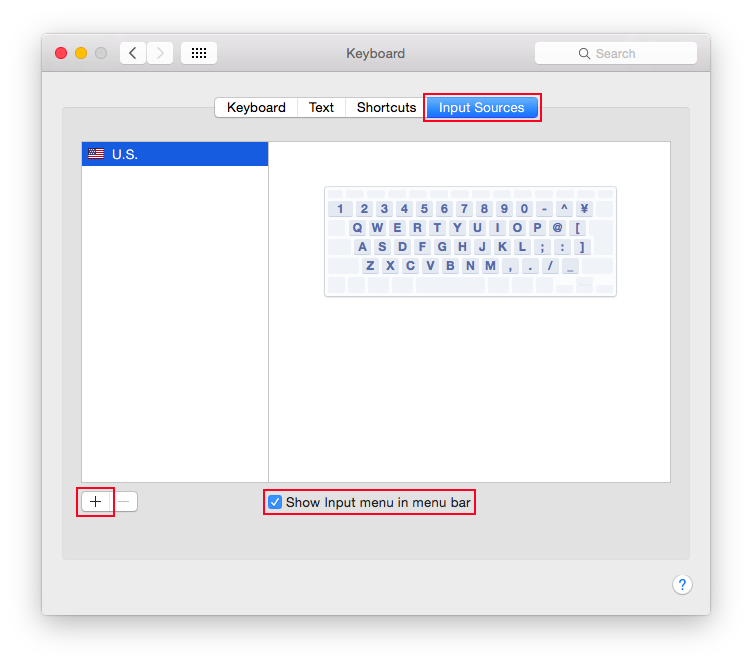 Keyboard
Search
Keyboard Text Shortcuts Input Sources
U.S.
1 2 3 4 5 6 7 8 9 0 - ^ ¥
Q W E R T Y U I O P @ [
A S D F G H J K L ; : ]
Z X C V B N M , . / _
+ −
Show Input menu in menu bar
?